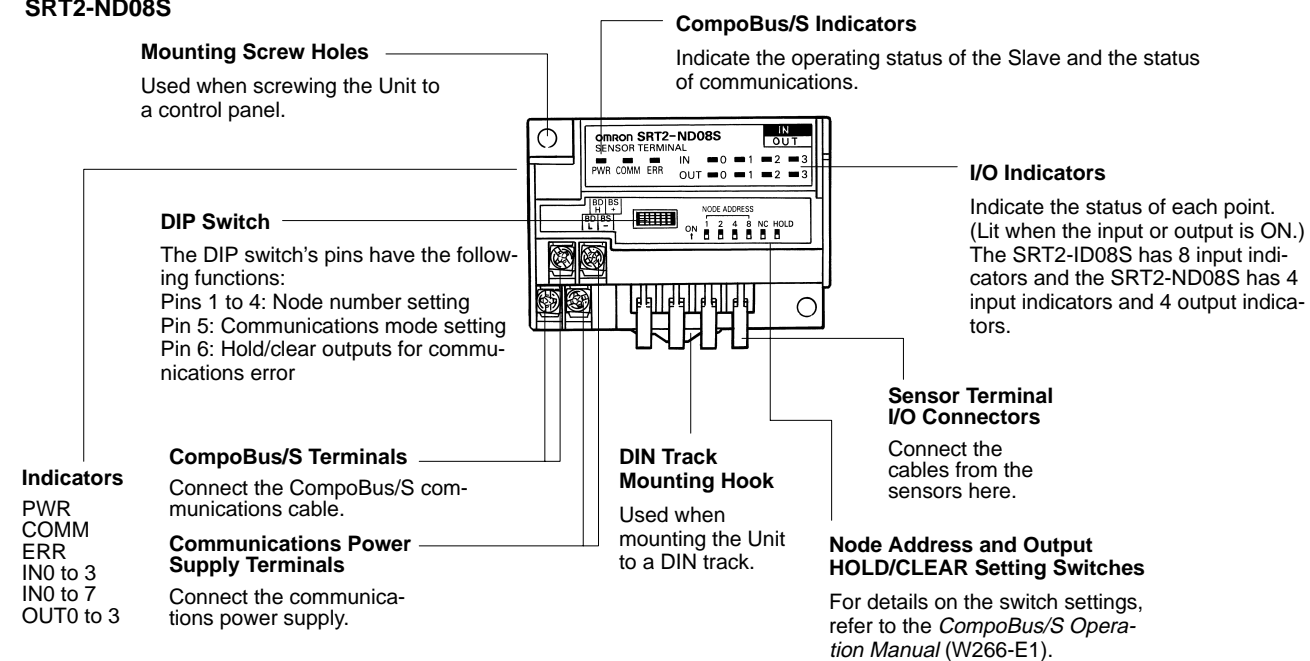 SRT2-ND08S
Mounting Screw Holes
Used when screwing the Unit to
a control panel.
CompoBus/S Indicators
Indicate the operating status of the Slave and the status
of communications.
OMRON SRT2-ND08S
SENSOR TERMINAL
IN
OUT
PWR COMM ERR
IN 0 1 2 3
OUT 0 1 2 3
BD H BS +
BD L BS –
NODE ADDRESS
1 2 4 8 NC HOLD
ON ↑
I/O Indicators
Indicate the status of each point.
(Lit when the input or output is ON.)
The SRT2-ID08S has 8 input indi-
cators and the SRT2-ND08S has 4
input indicators and 4 output indica-
tors.
DIP Switch
The DIP switch’s pins have the follow-
ing functions:
Pins 1 to 4: Node number setting
Pin 5: Communications mode setting
Pin 6: Hold/clear outputs for commu-
nications error
Indicators
PWR
COMM
ERR
IN0 to 3
IN0 to 7
OUT0 to 3
CompoBus/S Terminals
Connect the CompoBus/S com-
munications cable.
Communications Power
Supply Terminals
Connect the communica-
tions power supply.
DIN Track
Mounting Hook
Used when
mounting the Unit
to a DIN track.
Sensor Terminal
I/O Connectors
Connect the
cables from the
sensors here.
Node Address and Output
HOLD/CLEAR Setting Switches
For details on the switch settings,
refer to the CompoBus/S Opera-
tion Manual (W266-E1).